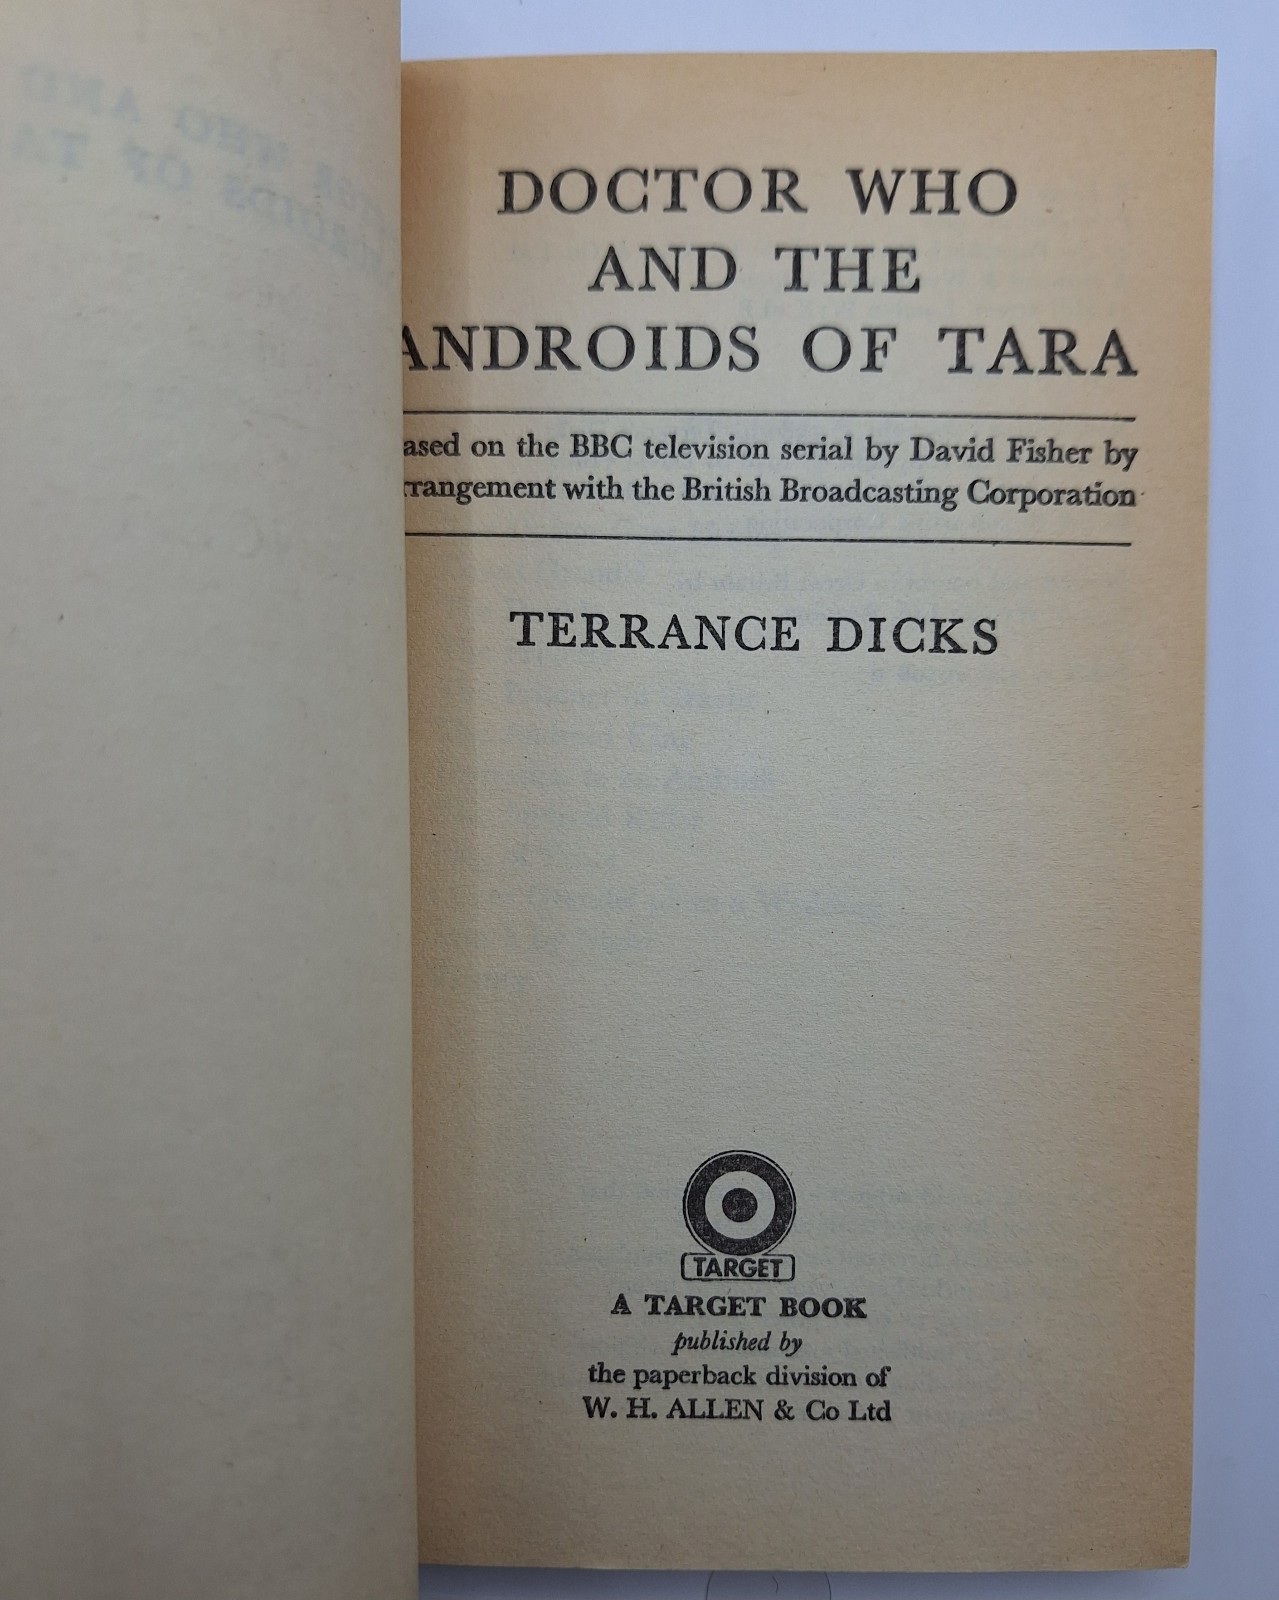 DOCTOR WHO
AND THE
ANDROIDS OF TARA
ased on the BBC television serial by David Fisher by
rrangement with the British Broadcasting Corporation
TERRANCE DICKS
TARGET
A TARGET BOOK
published by
the paperback division of
W. H. ALLEN & Co Ltd